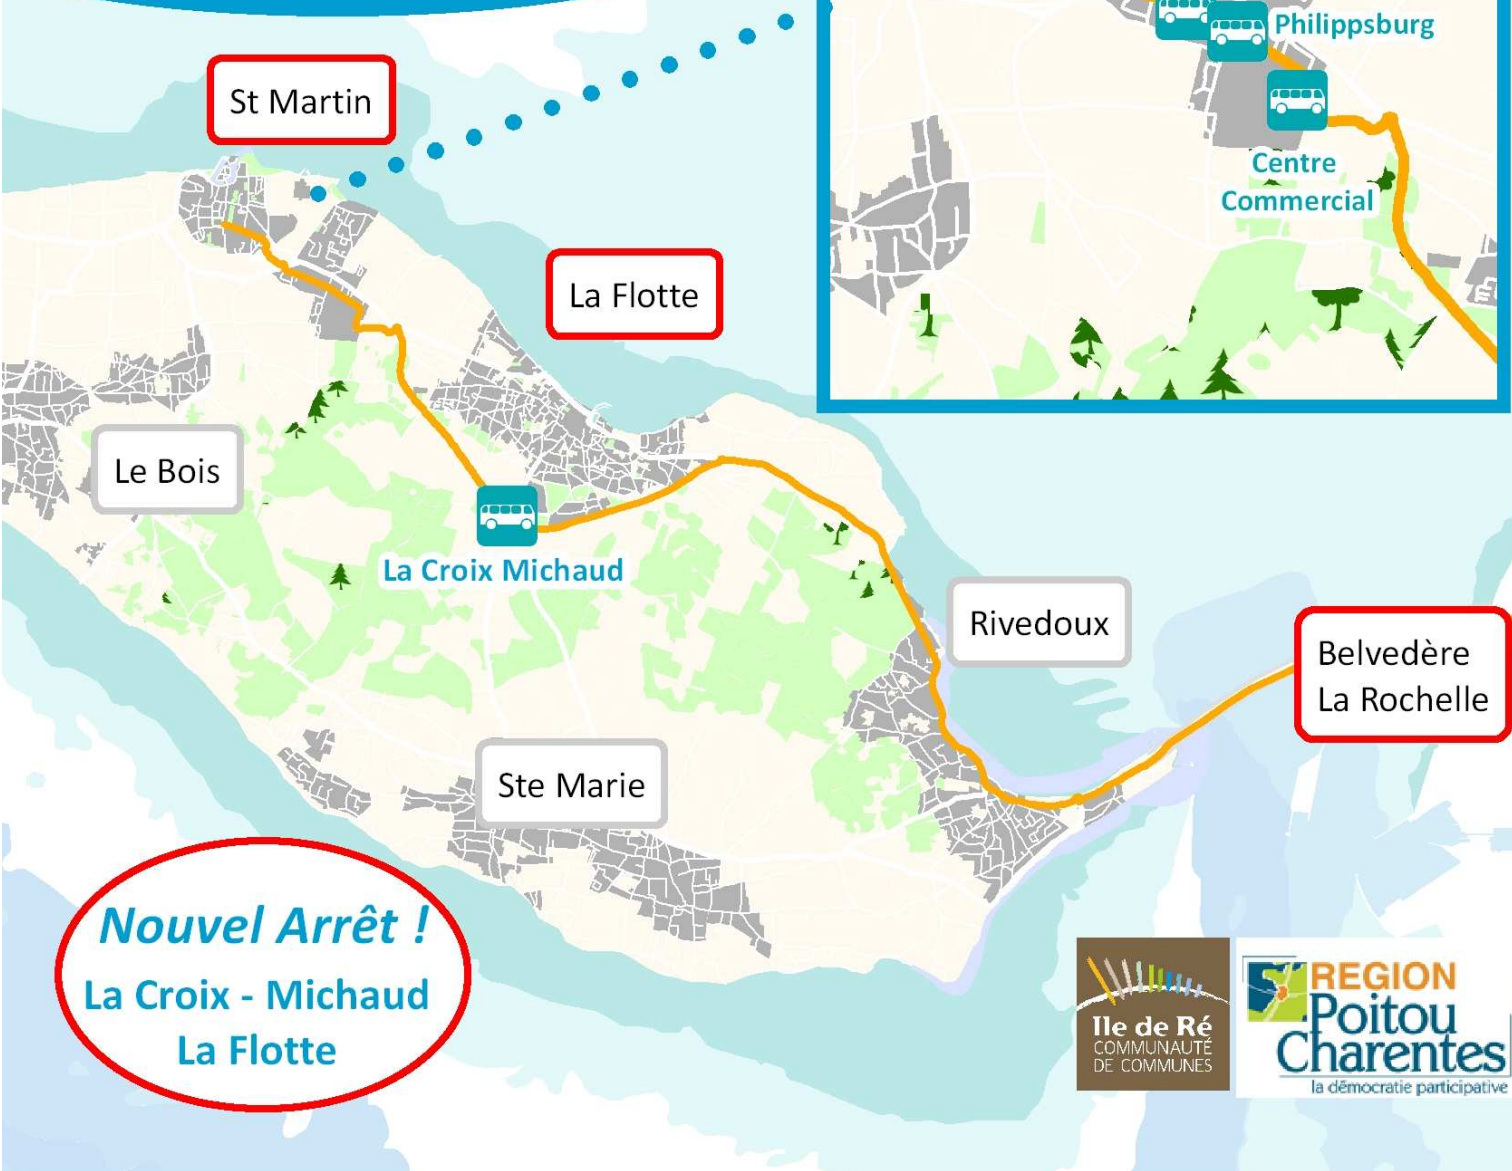 Philippsburg
St Martin
Centre
Commercial
La Flotte
Le Bois
La Croix Michaud
Rivedoux
Belvedère
La Rochelle
Ste Marie
Nouvel Arrêt !
La Croix - Michaud
La Flotte
Ile de Ré
COMMUNAUTÉ
DE COMMUNES
REGION
Poitou
Charentes
la démocratie participative